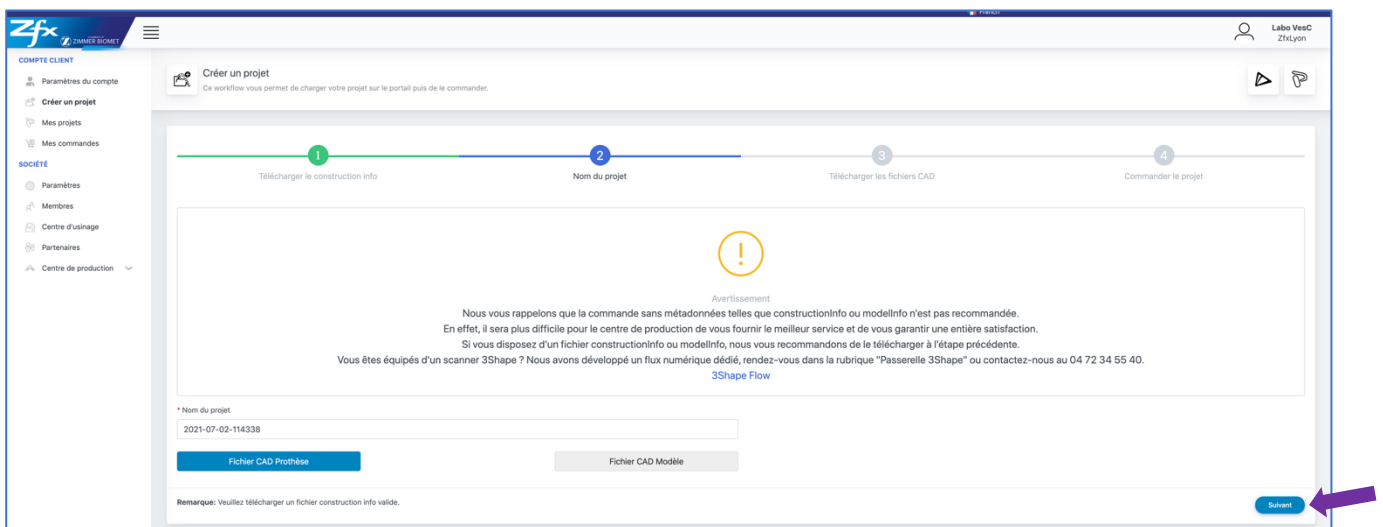 French
Zfx
ZIMMER BIOMET
Labo VesC
ZfxLyon
COMPTE CLIENT
Paramètres du compte
Créer un projet
Mes projets
Mes commandes
SOCIÉTÉ
Paramètres
Membres
Centre d'usinage
Partenaires
Centre de production
Créer un projet
Ce workflow vous permet de charger votre projet sur le portail puis de le commander.
1
2
3
4
Télécharger le construction info
Nom du projet
Télécharger les fichiers CAD
Commander le projet
Avertissement
Nous vous rappelons que la commande sans métadonnées telles que constructionInfo ou modelInfo n'est pas recommandée.
En effet, il sera plus difficile pour le centre de production de vous fournir le meilleur service et de vous garantir une entière satisfaction.
Si vous disposez d'un fichier constructionInfo ou modelInfo, nous vous recommandons de le télécharger à l'étape précédente.
Vous êtes équipés d'un scanner 3Shape ? Nous avons développé un flux numérique dédié, rendez-vous dans la rubrique "Passerelle 3Shape" ou contactez-nous au 04 72 34 55 40.
3Shape Flow
* Nom du projet
2021-07-02-114338
Fichier CAD Prothèse
Fichier CAD Modèle
Remarque: Veuillez télécharger un fichier construction info valide.
Suivant